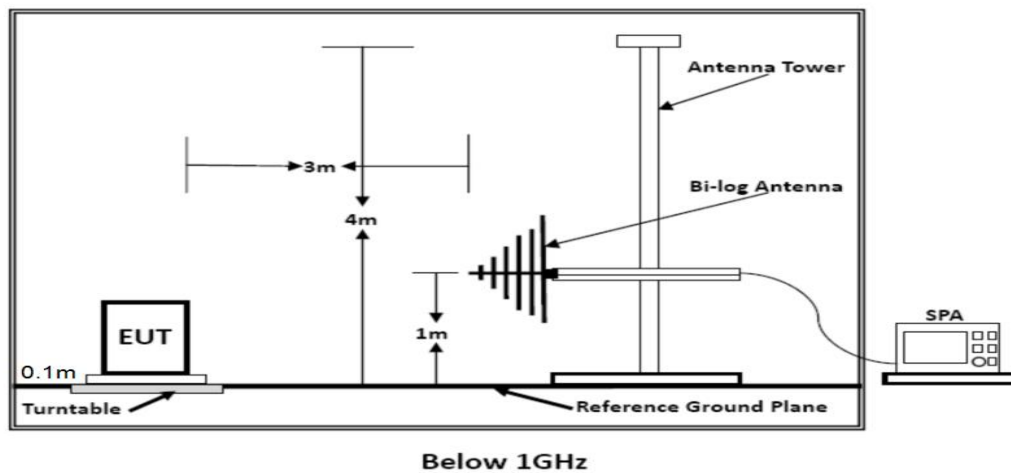 Antenna Tower
3m
Bi-log Antenna
4m
SPA
1m
EUT
0.1m
Turntable
Reference Ground Plane
Below 1GHz